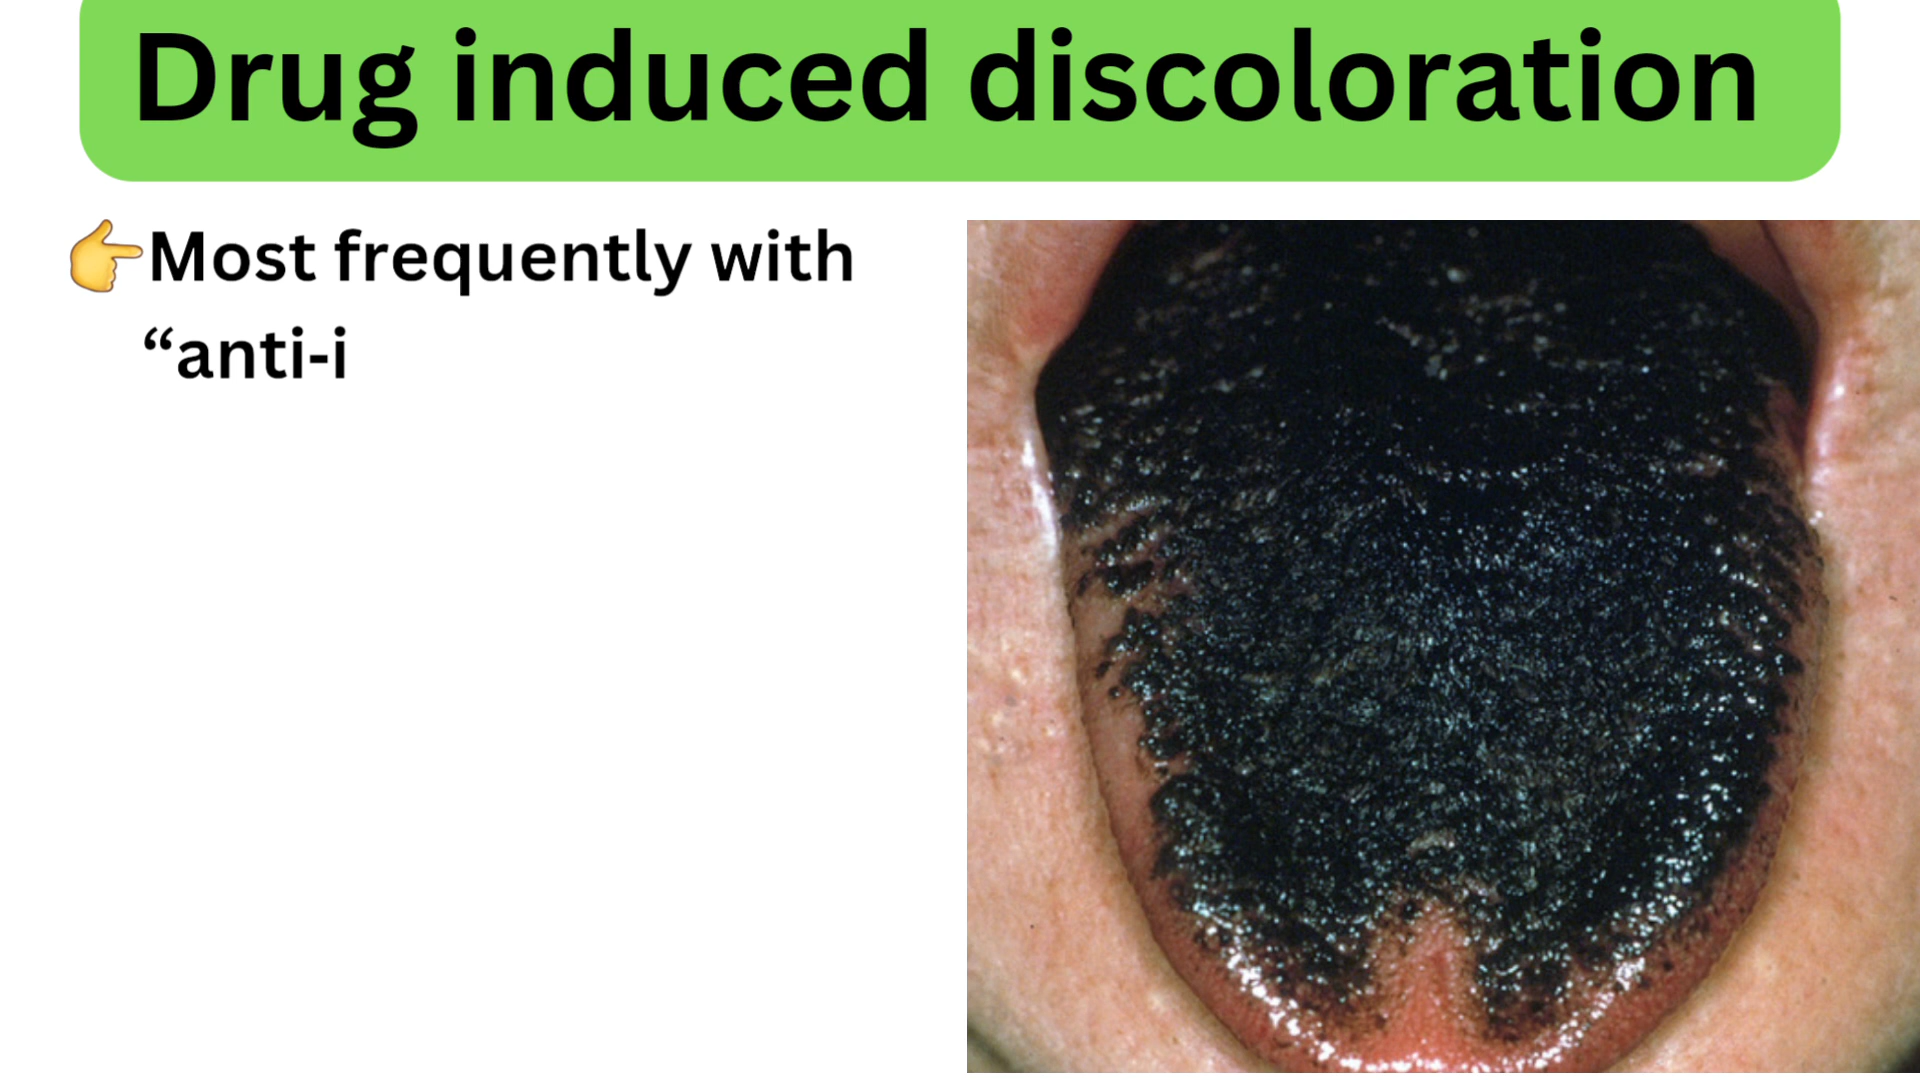 Drug induced discoloration
👉Most frequently with
“anti-i